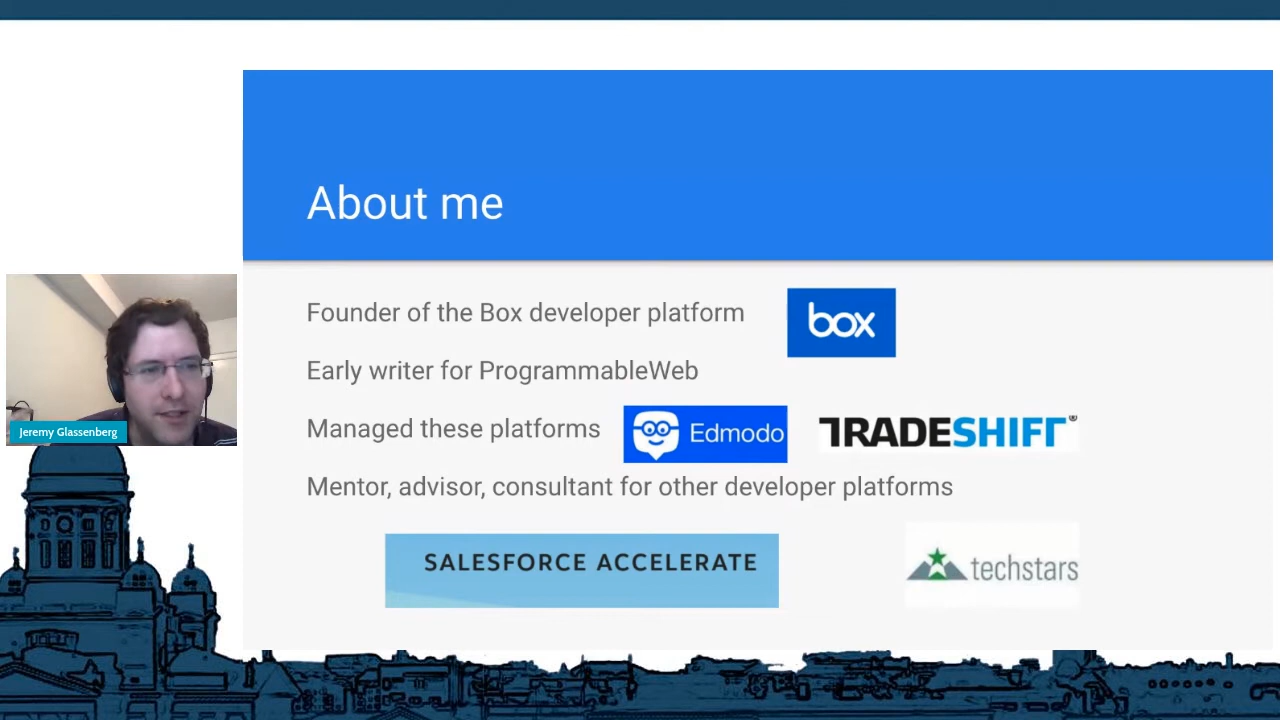 About me
Founder of the Box developer platform
box
Early writer for ProgrammableWeb
Managed these platforms
Edmodo
TRADESHIFT®
Jeremy Glassenberg
Mentor, advisor, consultant for other developer platforms
SALESFORCE ACCELERATE
techstars